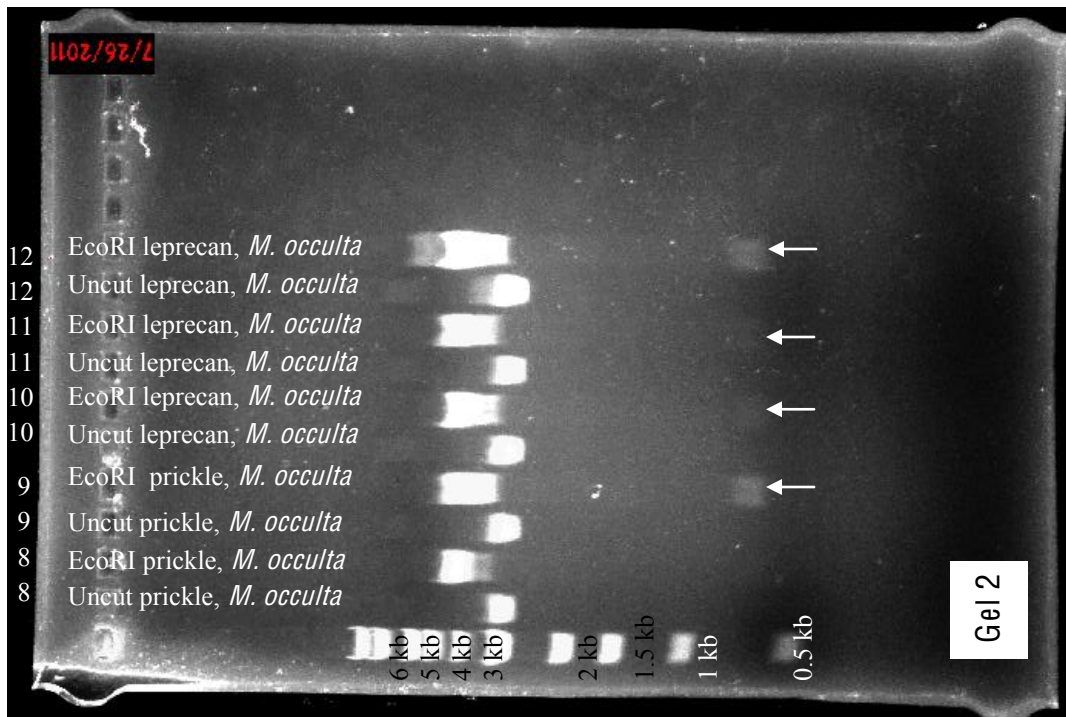 7/26/2011
12 EcoRI leprecan, M. occulta
12 Uncut leprecan, M. occulta
11 EcoRI leprecan, M. occulta
11 Uncut leprecan, M. occulta
10 EcoRI leprecan, M. occulta
10 Uncut leprecan, M. occulta
9 EcoRI prickle, M. occulta
9 Uncut prickle, M. occulta
8 EcoRI prickle, M. occulta
8 Uncut prickle, M. occulta
6 kb
5 kb
4 kb
3 kb
2 kb
1.5 kb
1 kb
0.5 kb
Gel 2